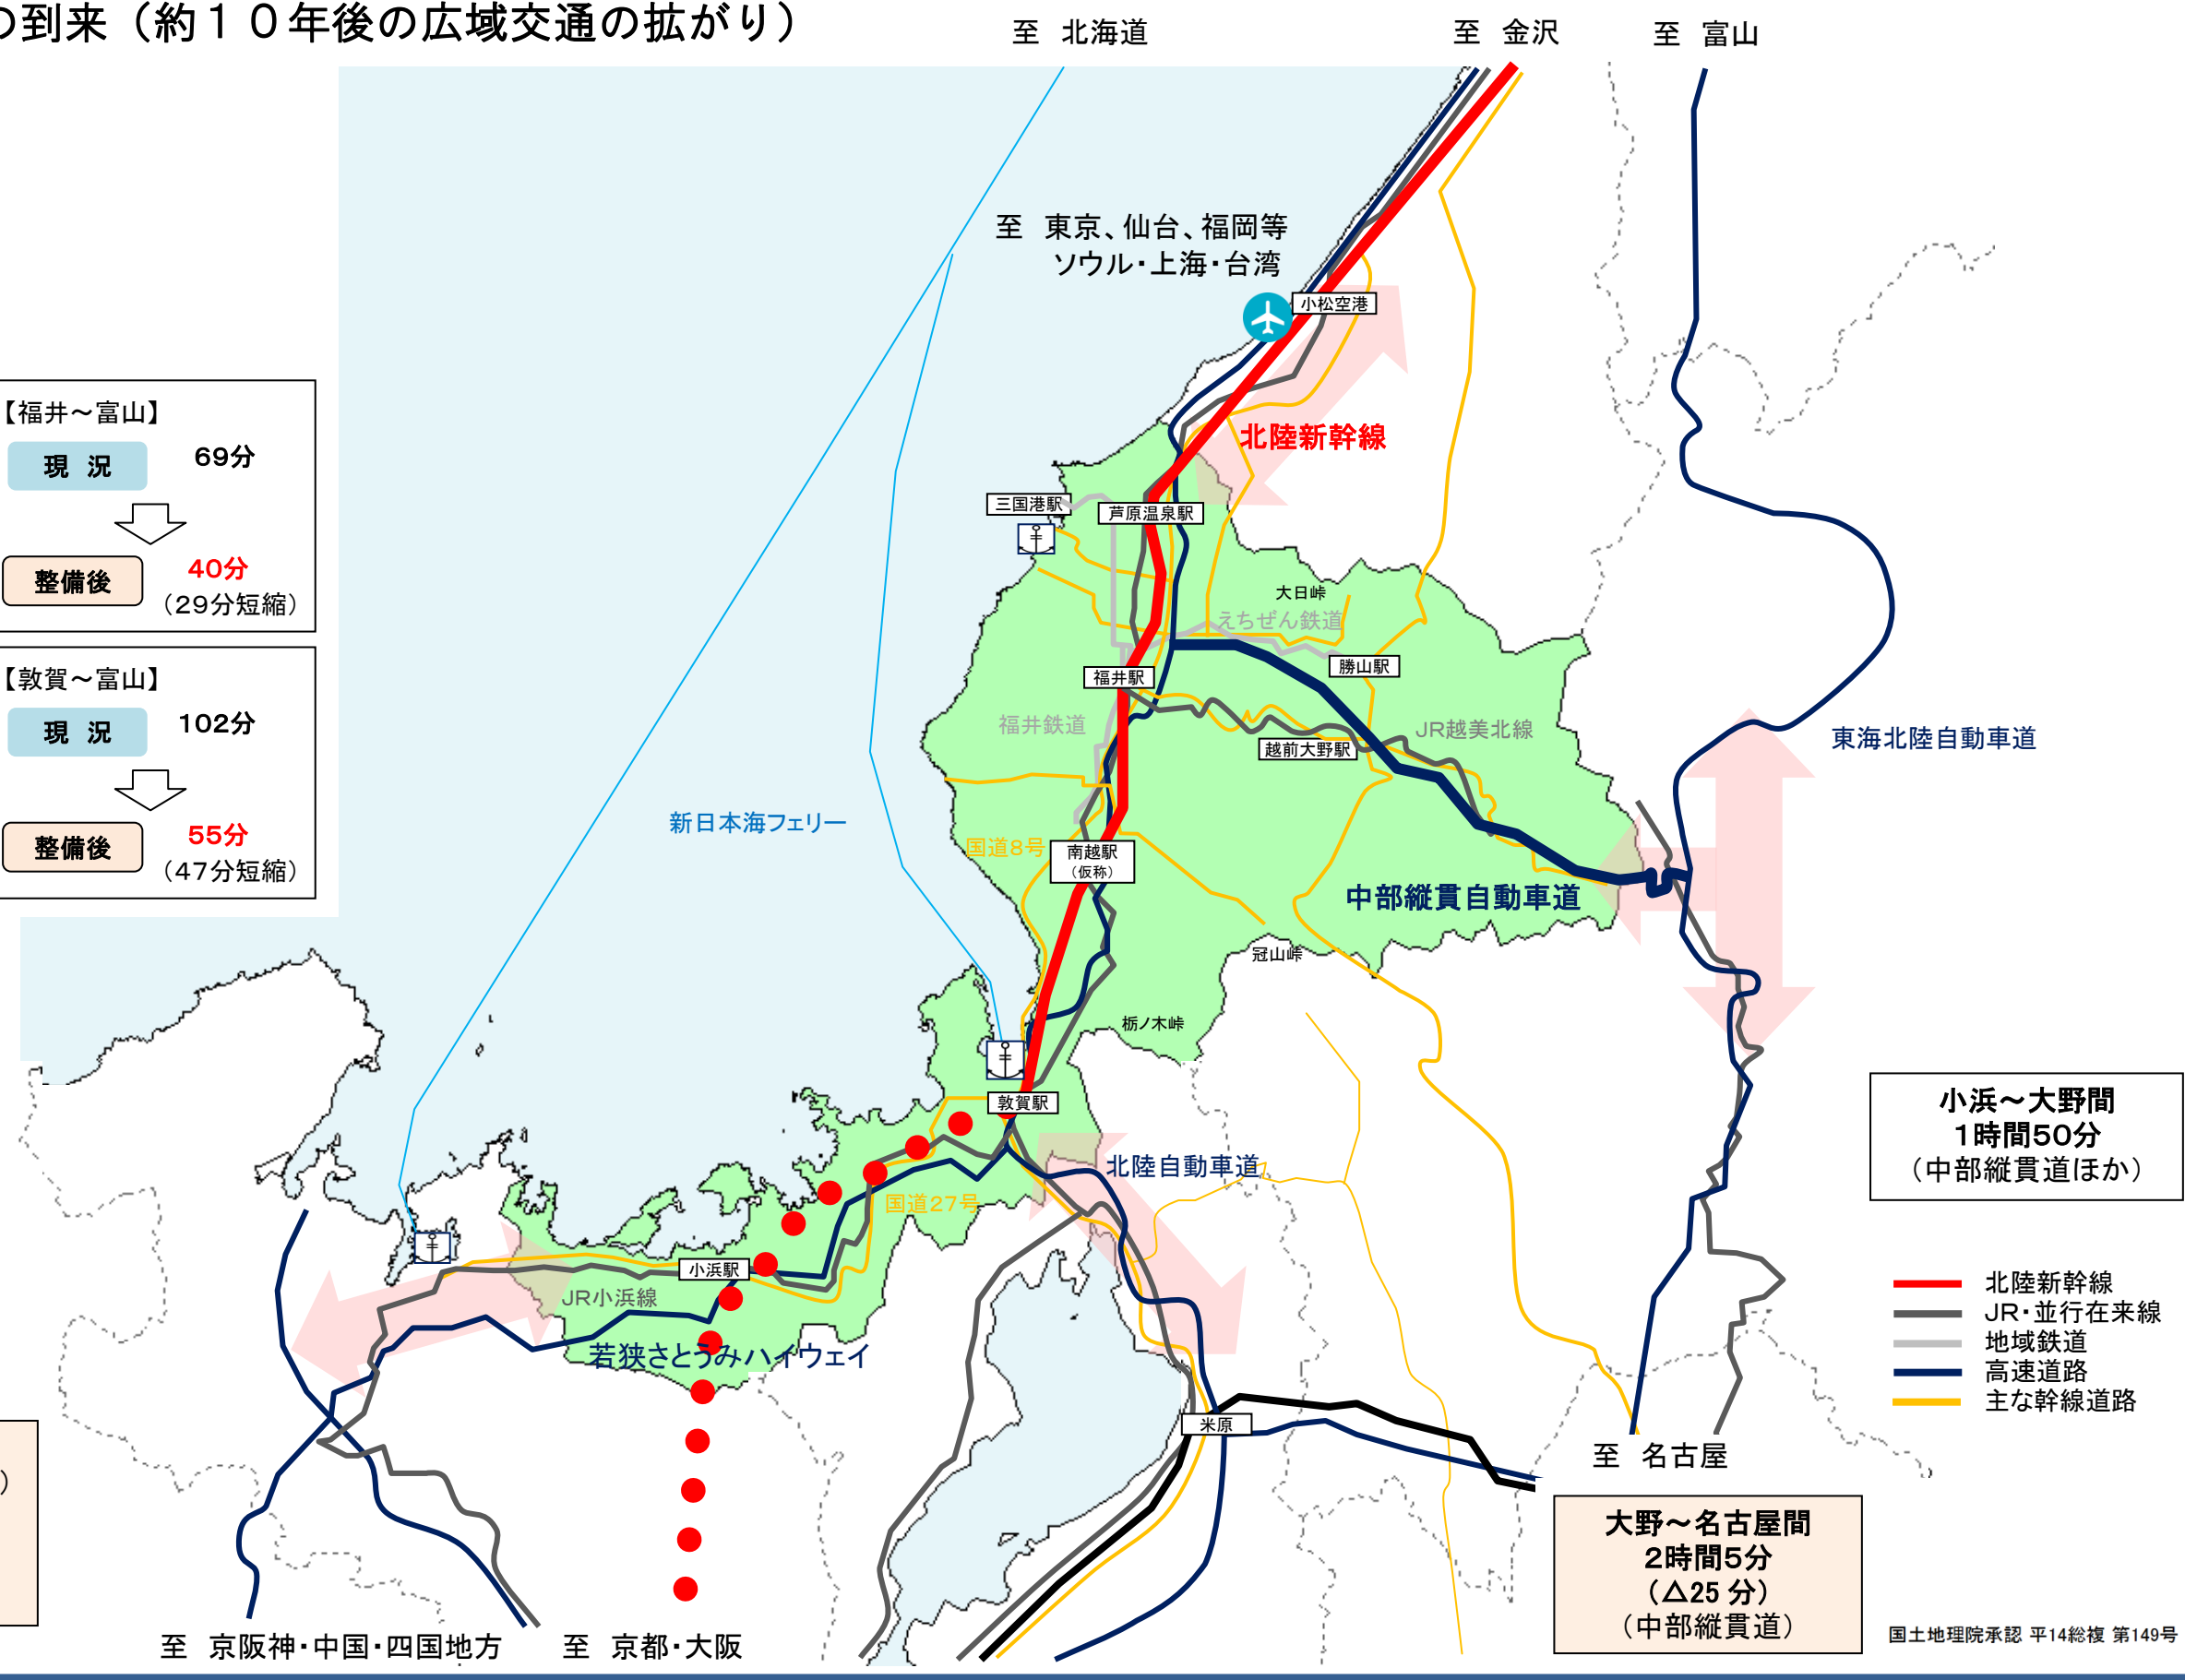 の到来（約１０年後の広域交通の拡がり）
至　北海道
至　金沢
至　富山
至　東京、仙台、福岡等
ソウル・上海・台湾
小松空港
北陸新幹線
【福井～富山】
現　況
69分
整備後
40分
（29分短縮）
【敦賀～富山】
現　況
102分
整備後
55分
（47分短縮）
三国港駅
芦原温泉駅
大日峠
えちぜん鉄道
勝山駅
福井駅
福井鉄道
JR越美北線
越前大野駅
東海北陸自動車道
新日本海フェリー
国道8号
南越駅
（仮称）
中部縦貫自動車道
冠山峠
栃ノ木峠
敦賀駅
北陸自動車道
国道27号
小浜駅
JR小浜線
若狭さとうみハイウェイ
小浜～大野間
１時間50分
（中部縦貫道ほか）
北陸新幹線
JR・並行在来線
地域鉄道
高速道路
主な幹線道路
米原
至　名古屋
）
大野～名古屋間
２時間５分
（△25 分）
（中部縦貫道）
至　京阪神・中国・四国地方
至　京都・大阪
国土地理院承認 平14総複 第149号